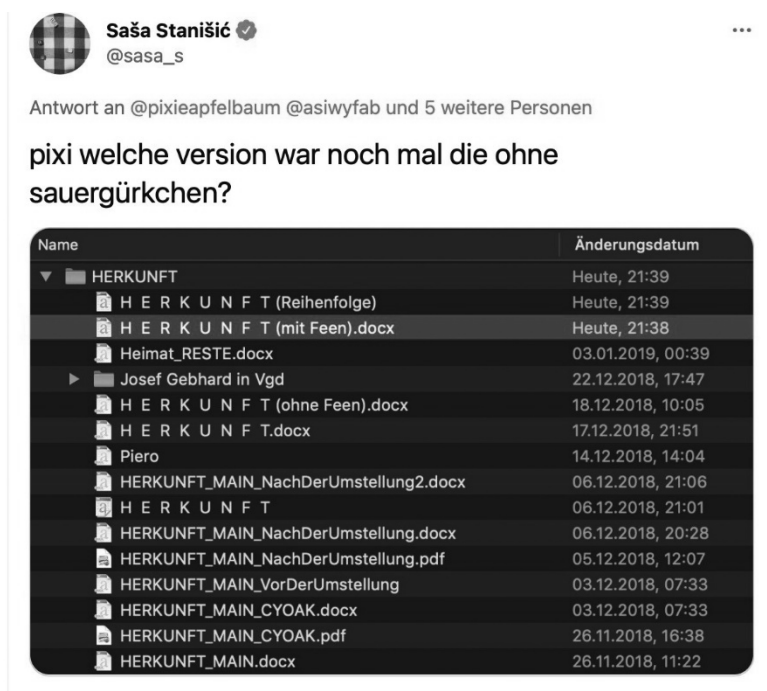 Saša Stanišić
@sasa_s
Antwort an @pixieapfelbaum @asiwyfab und 5 weitere Personen
pixi welche version war noch mal die ohne
sauergürkchen?
Name Änderungsdatum
HERKUNFT Heute, 21:39
H E R K U N F T (Reihenfolge) Heute, 21:39
H E R K U N F T (mit Feen).docx Heute, 21:38
Heimat_RESTE.docx 03.01.2019, 00:39
Josef Gebhard in Vgd 22.12.2018, 17:47
H E R K U N F T (ohne Feen).docx 18.12.2018, 10:05
H E R K U N F T.docx 17.12.2018, 21:51
Piero 14.12.2018, 14:04
HERKUNFT_MAIN_NachDerUmstellung2.docx 06.12.2018, 21:06
H E R K U N F T 06.12.2018, 21:01
HERKUNFT_MAIN_NachDerUmstellung.docx 06.12.2018, 20:28
HERKUNFT_MAIN_NachDerUmstellung.pdf 05.12.2018, 12:07
HERKUNFT_MAIN_VorDerUmstellung 03.12.2018, 07:33
HERKUNFT_MAIN_CYOAK.docx 03.12.2018, 07:33
HERKUNFT_MAIN_CYOAK.pdf 26.11.2018, 16:38
HERKUNFT_MAIN.docx 26.11.2018, 11:22